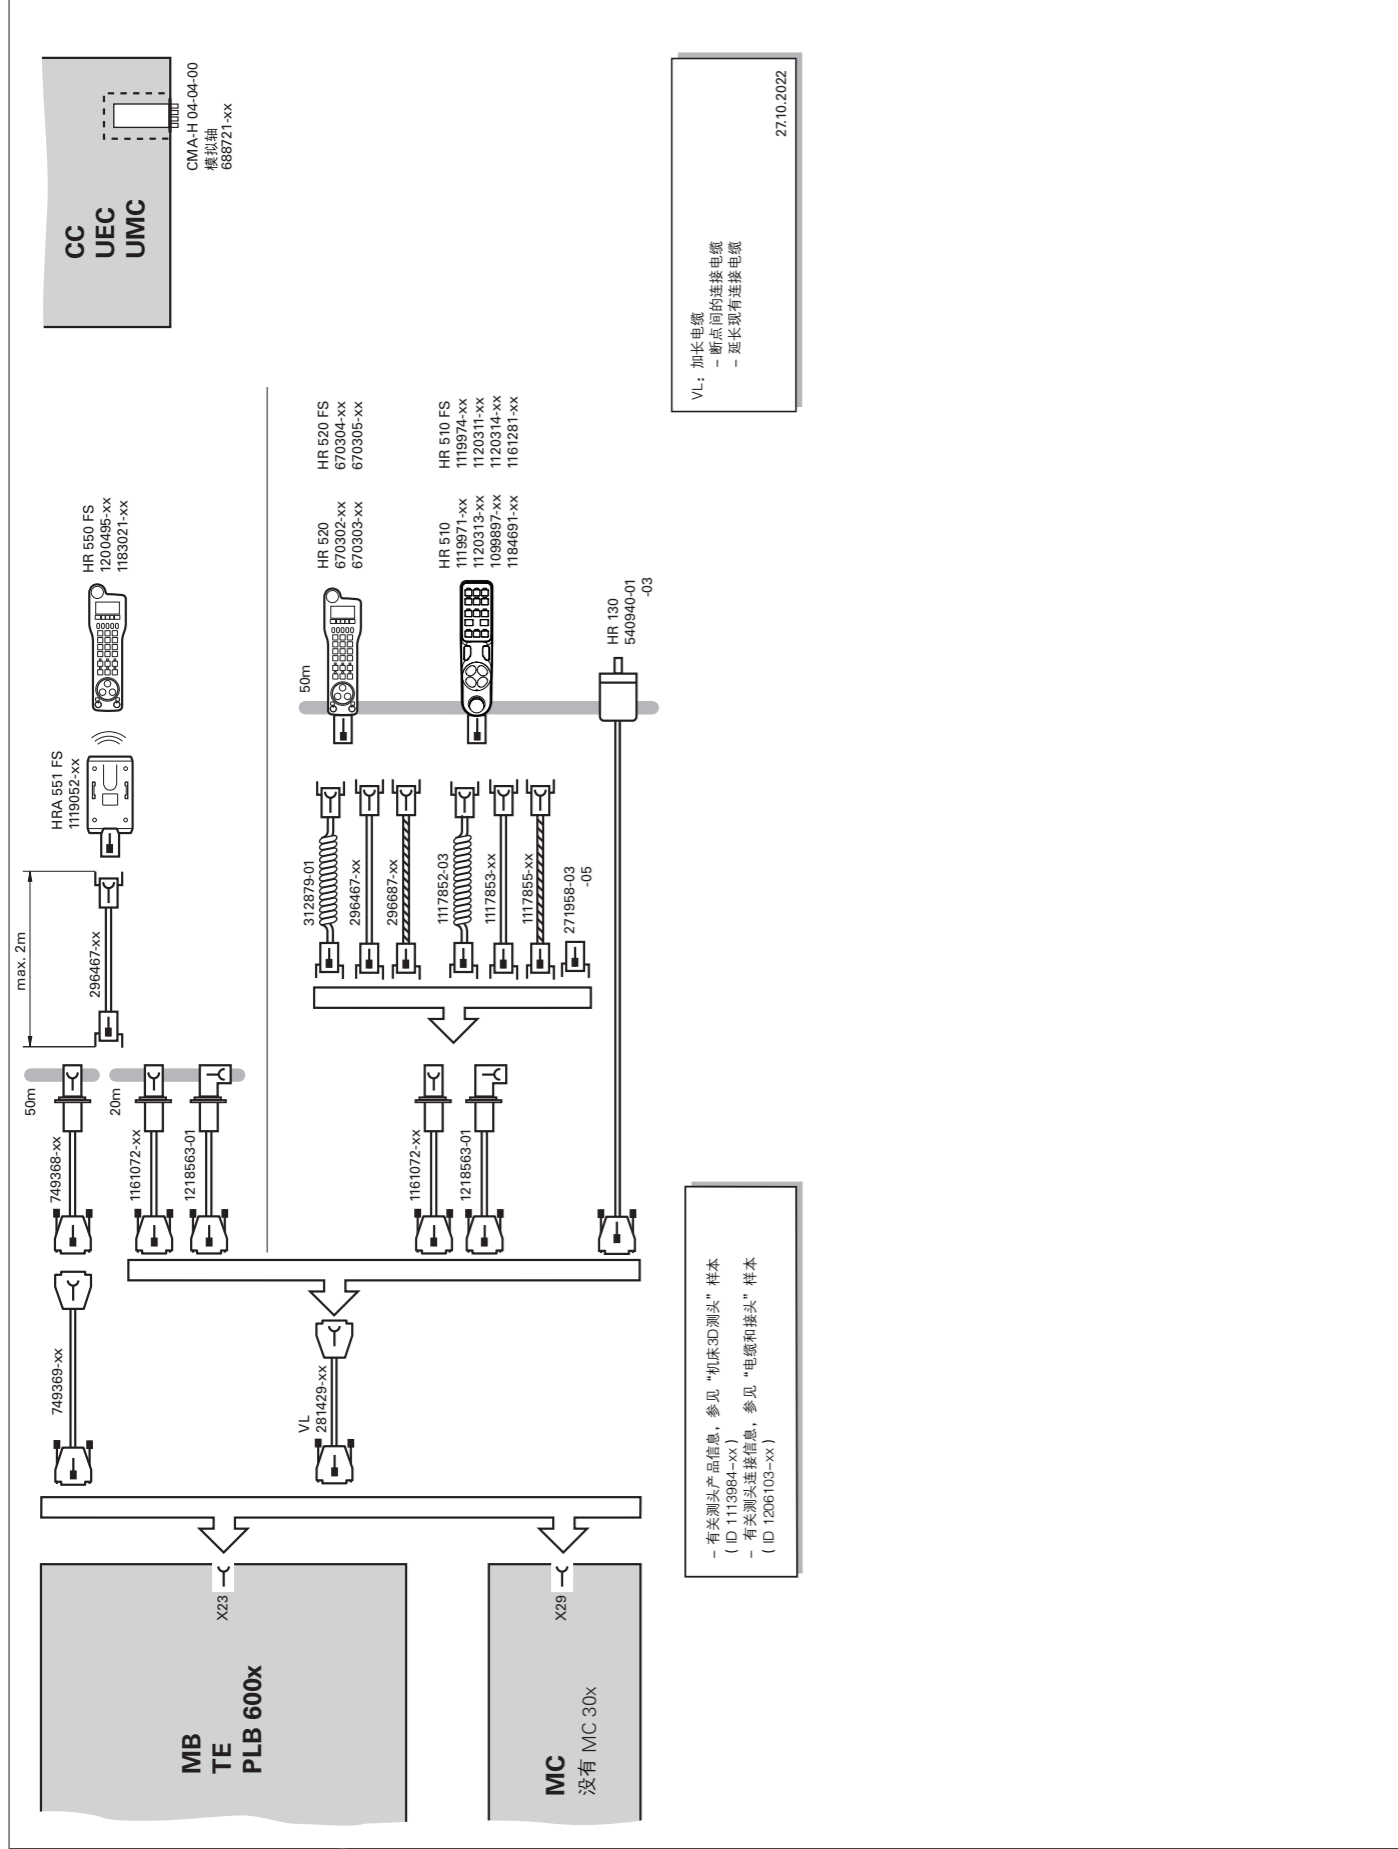 MB
TE
PLB 600x
X23
MC
没有 MC 30x
X29
749369-xx
VL
281429-xx
749368-xx
50m
1161072-xx
20m
1218563-01
max. 2m
296467-xx
HRA 551 FS
1119052-xx
HR 550 FS
1200495-xx
1183021-xx
CC
UEC
UMC
CMA-H 04-04-00
模拟轴
688721-xx
1161072-xx
1218563-01
312879-01
296467-xx
296687-xx
1117852-03
1117853-xx
1117855-xx
271958-03
-05
50m
HR 520
670302-xx
670303-xx
HR 520 FS
670304-xx
670305-xx
HR 510
1119971-xx
1120313-xx
1099897-xx
1184691-xx
HR 510 FS
1119974-xx
1120311-xx
1120314-xx
1161281-xx
HR 130
540940-01
-03
– 有关测头产品信息，参见 “机床3D测头” 样本
( ID 1113984-xx )
– 有关测头连接信息，参见 “电缆和接头” 样本
( ID 1206103-xx )
VL: 加长电缆
– 断点间的连接电缆
– 延长现有连接电缆
27.10.2022